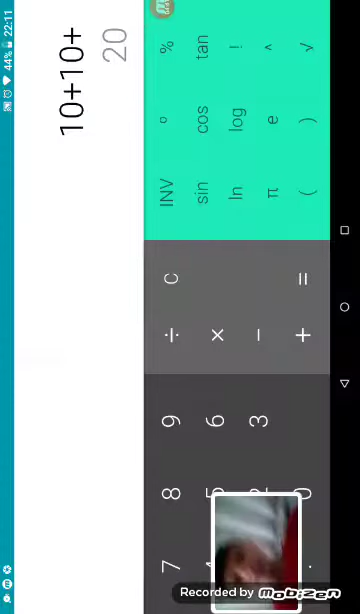 44% 22:11
10+10+
20
INV º %
sin cos tan
ln log !
π e ^
( ) √
÷ C
×
−
+ =
7 8 9
6
3
0
.
Recorded by mobizen